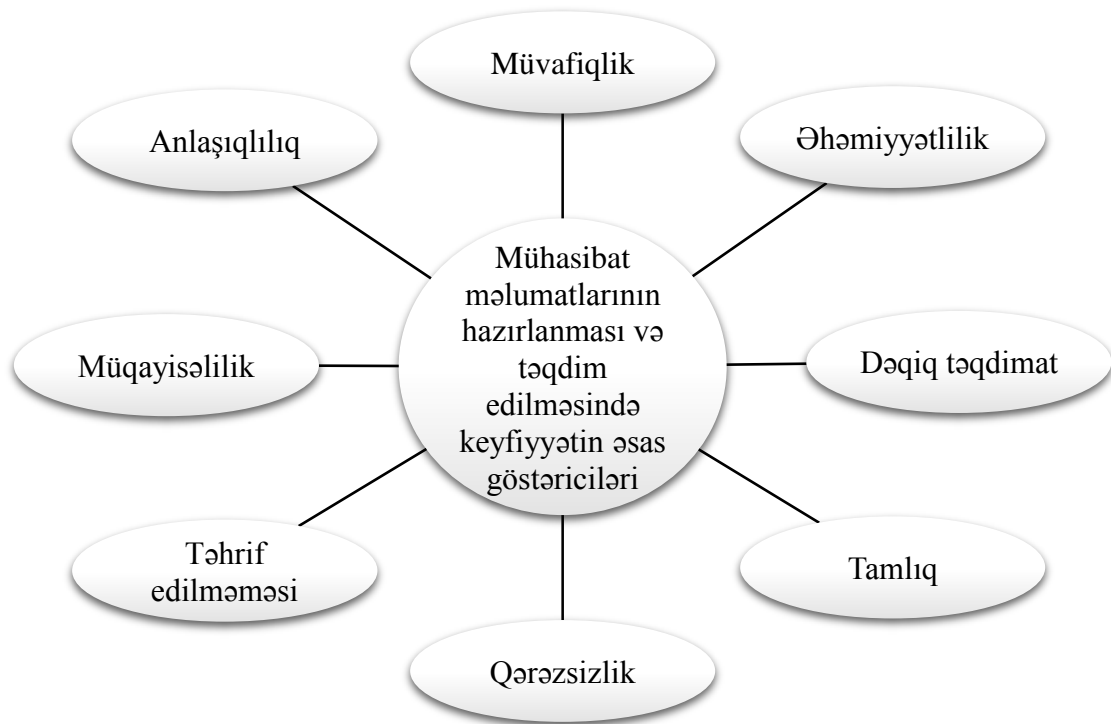 Müvafiqlik
Anlaşıqlılıq
Əhəmiyyətlilik
Mühasibat
məlumatlarının
hazırlanması və
təqdim
edilməsində
keyfiyyətin əsas
göstəriciləri
Müqayisəlilik
Dəqiq təqdimat
Təhrif
edilməməsi
Tamlıq
Qərəzsizlik